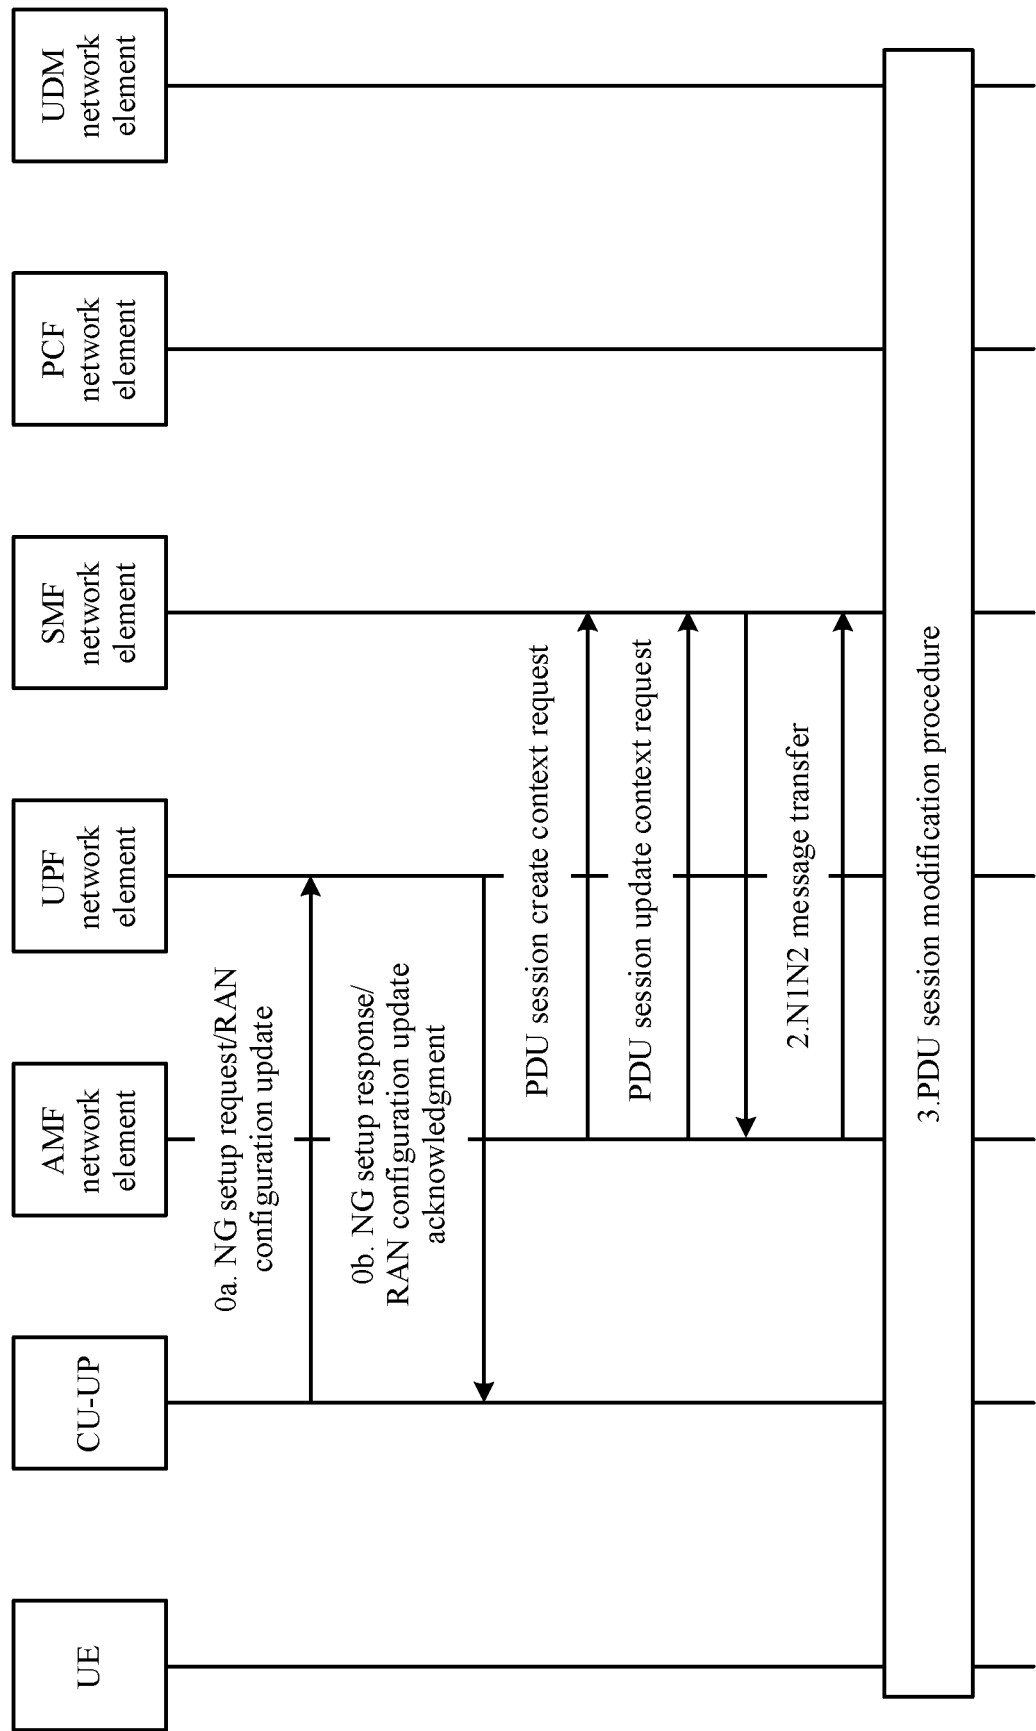 UE
CU-UP
AMF
network
element
UPF
network
element
SMF
network
element
PCF
network
element
UDM
network
element
0a. NG setup request/RAN
configuration update
0b. NG setup response/
RAN configuration update
acknowledgment
PDU session create context request
PDU session update context request
2.N1N2 message transfer
3.PDU session modification procedure